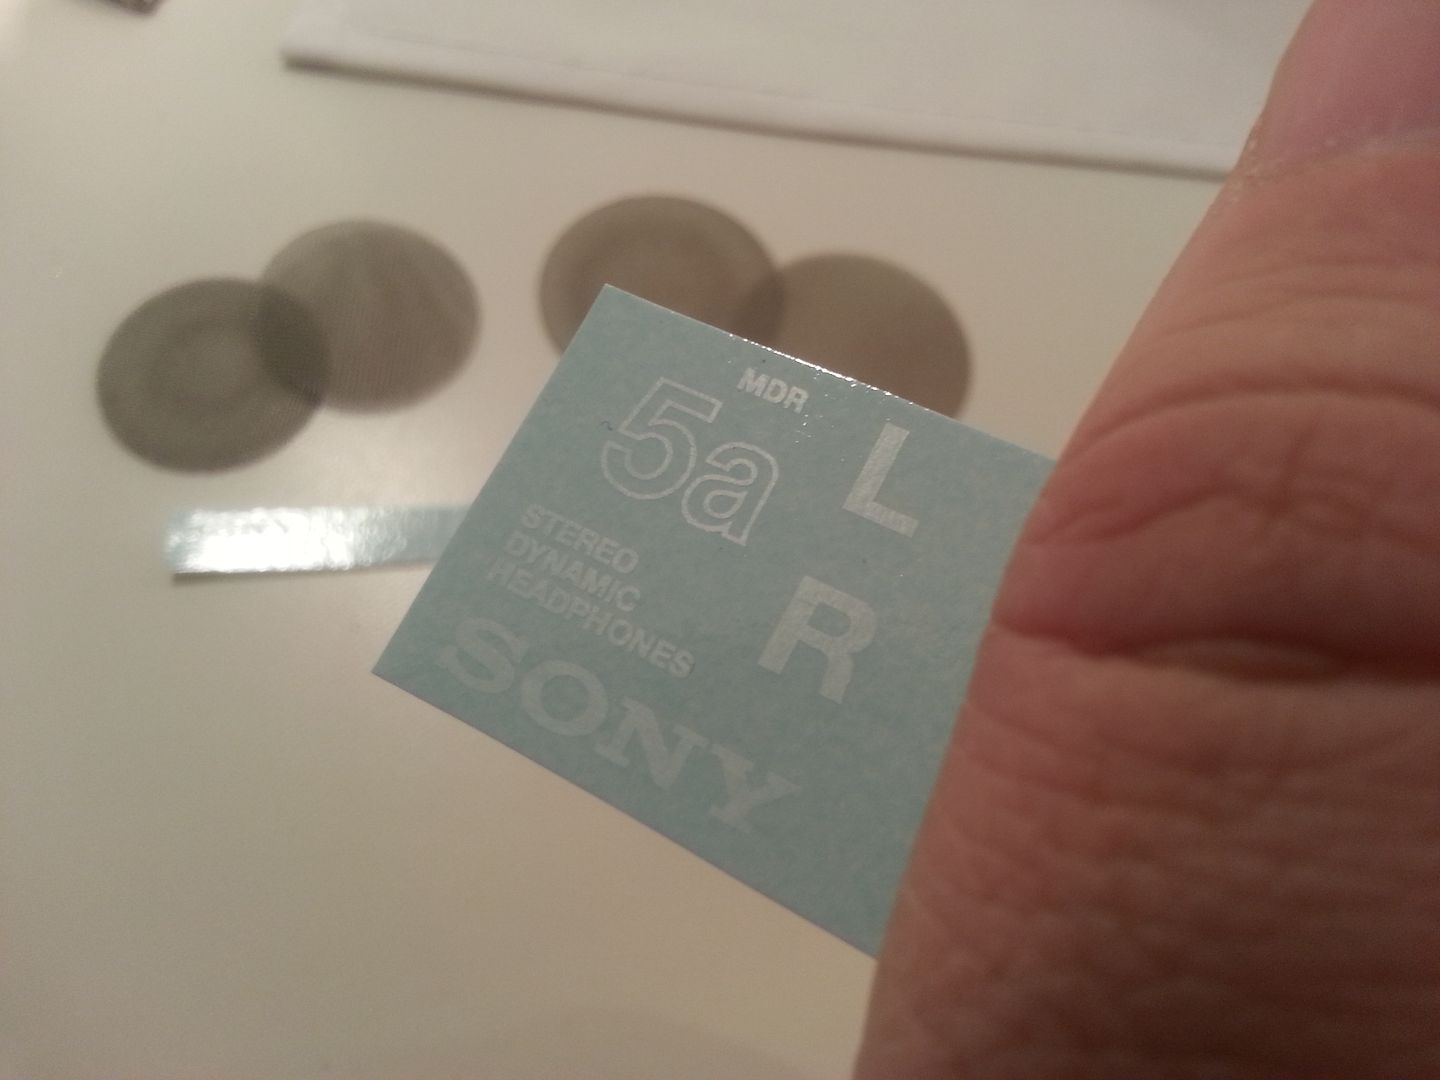 MDR
5a
L
R
STEREO
DYNAMIC
HEADPHONES
SONY